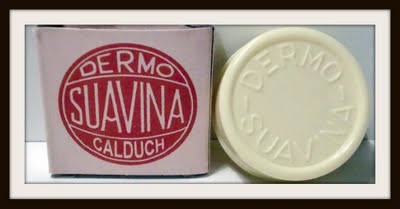 DERMO
SUAVINA
CALDUCH
-DERMO-
SUAVINA